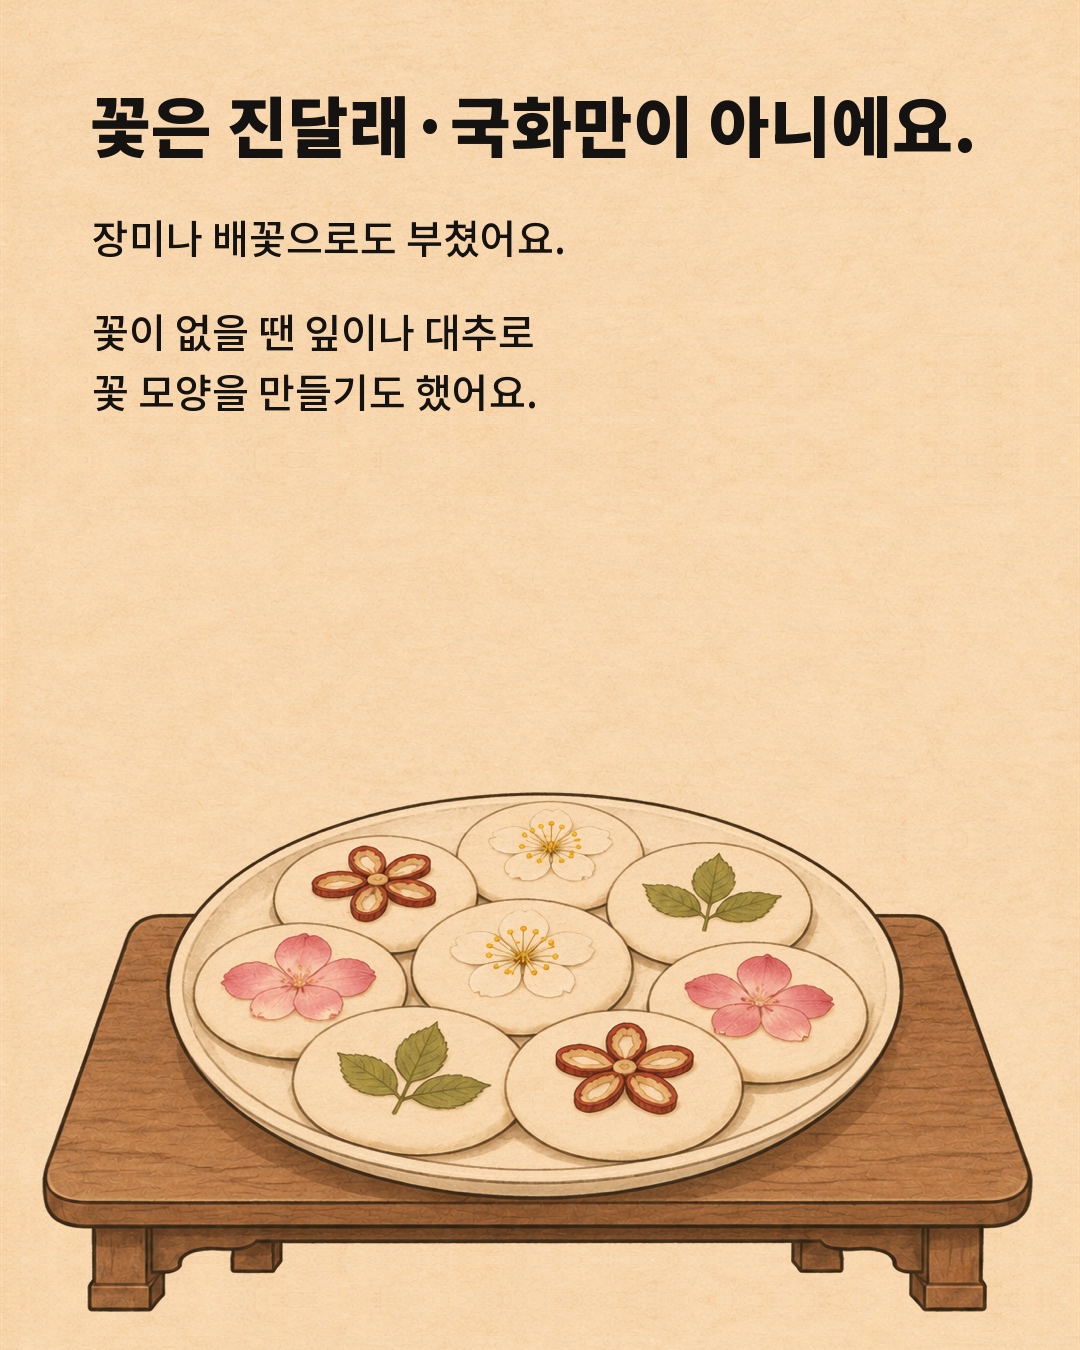 꽃은 진달래·국화만이 아니에요.
장미나 배꽃으로도 부쳤어요.
꽃이 없을 땐 잎이나 대추로
꽃 모양을 만들기도 했어요.